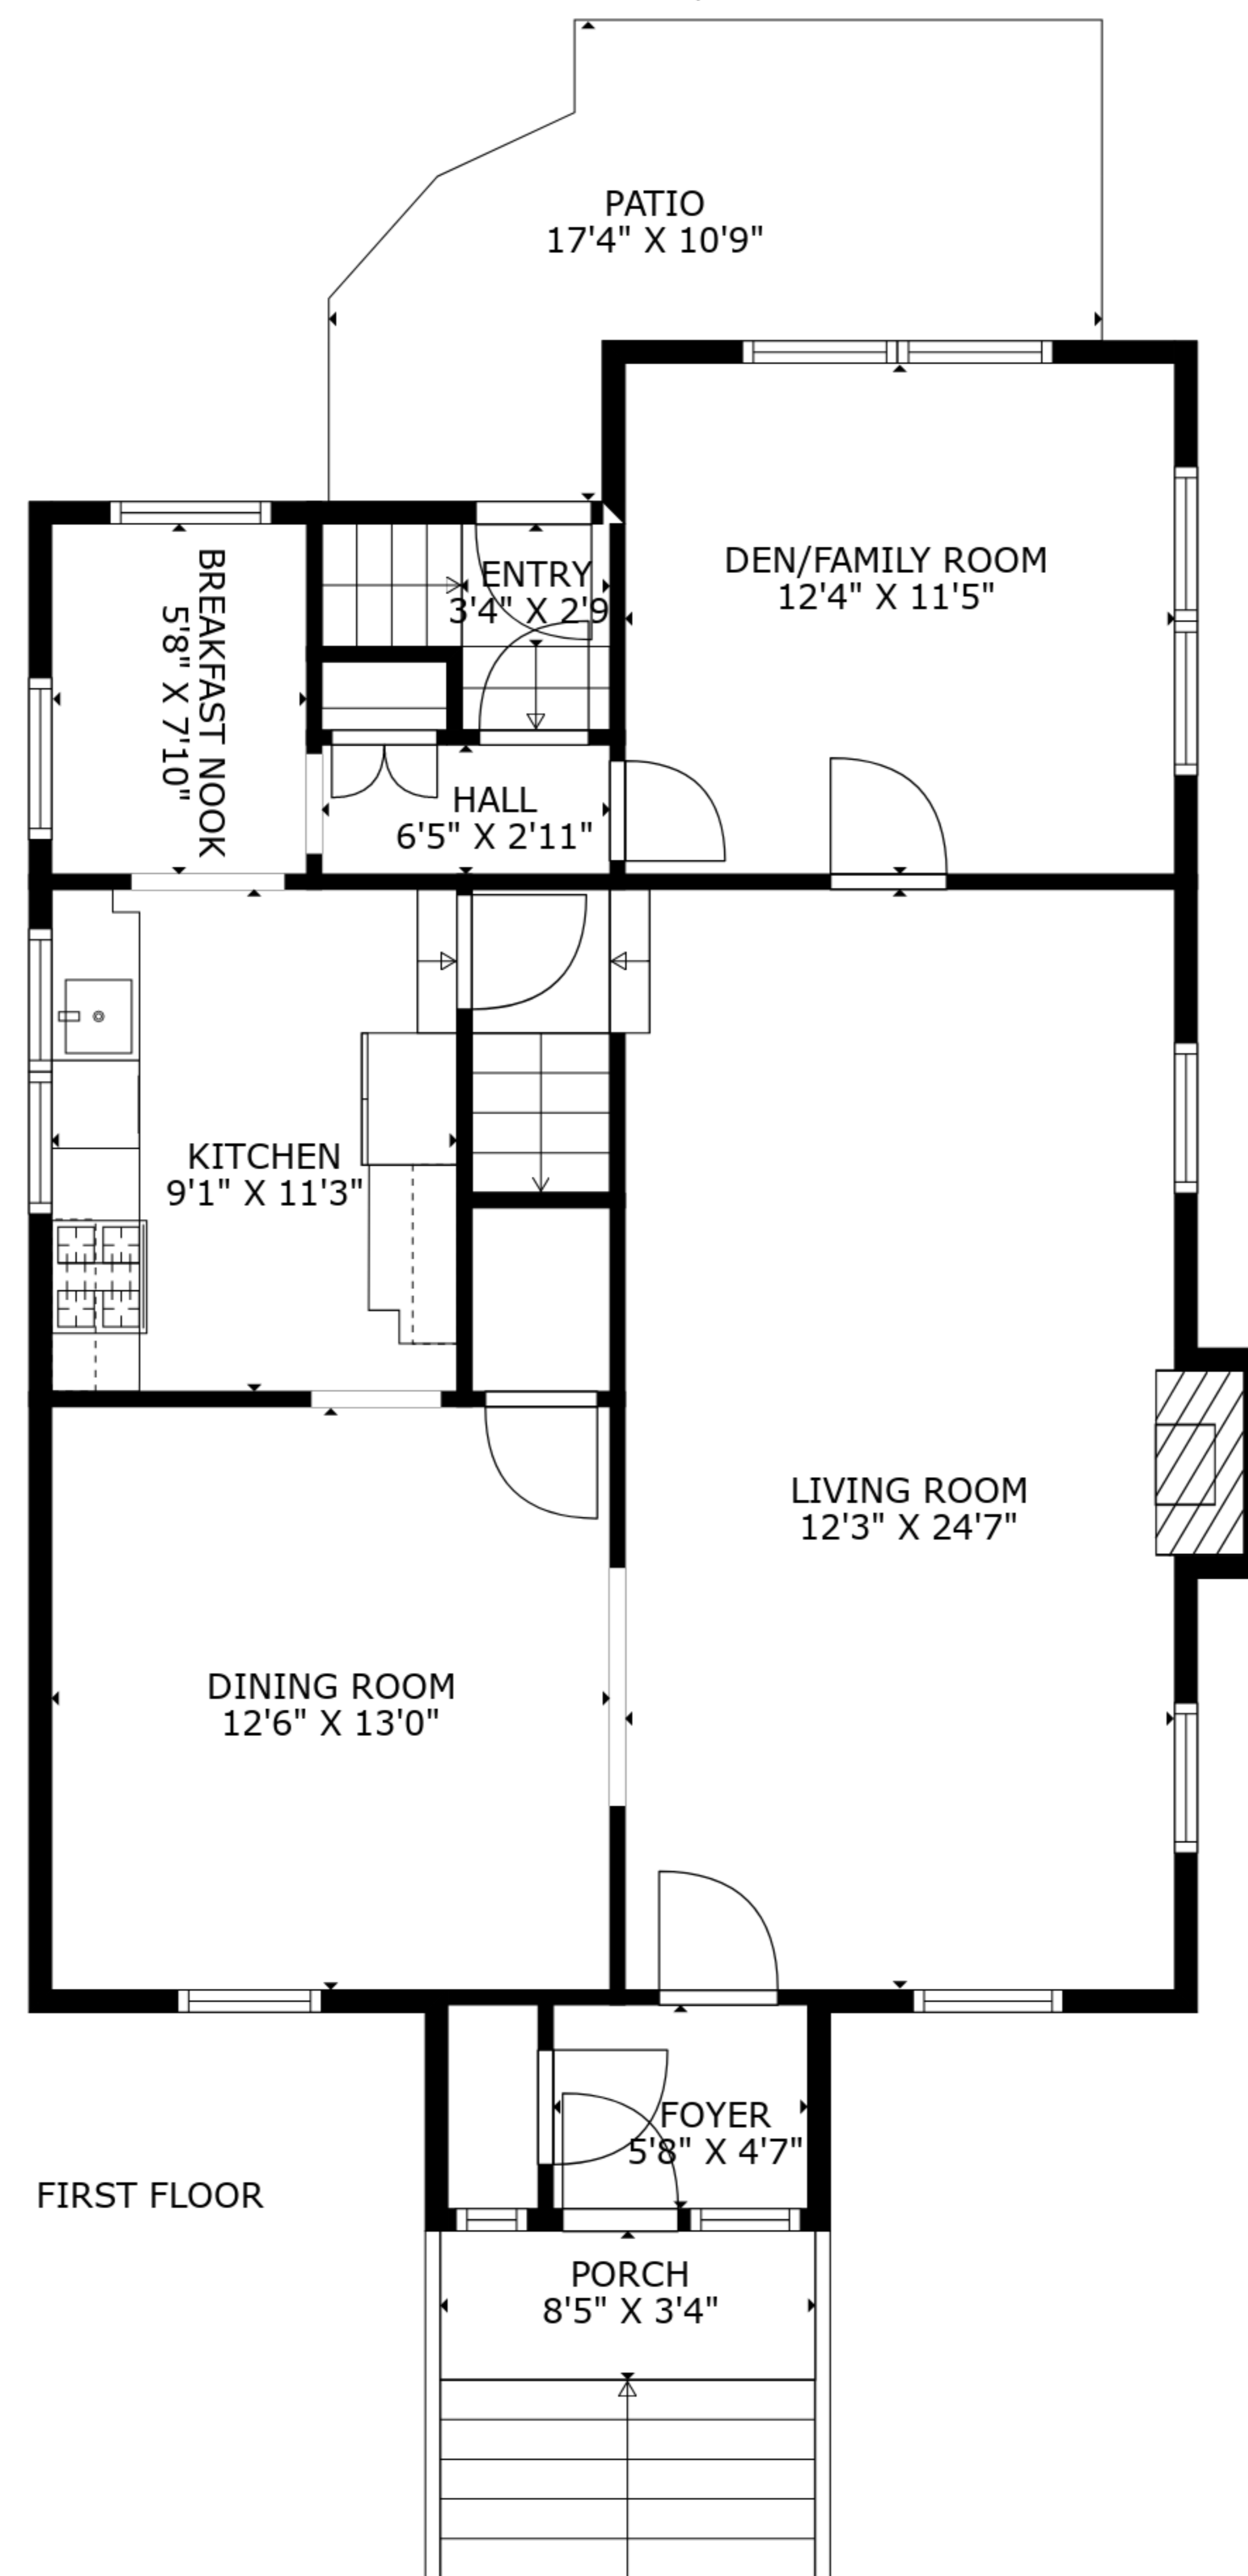 PATIO
17'4" X 10'9"
DEN/FAMILY ROOM
12'4" X 11'5"
ENTRY
3'4" X 2'9
BREAKFAST NOOK
5'8" X 7'10"
HALL
6'5" X 2'11"
KITCHEN
9'1" X 11'3"
LIVING ROOM
12'3" X 24'7"
DINING ROOM
12'6" X 13'0"
FOYER
5'8" X 4'7"
FIRST FLOOR
PORCH
8'5" X 3'4"